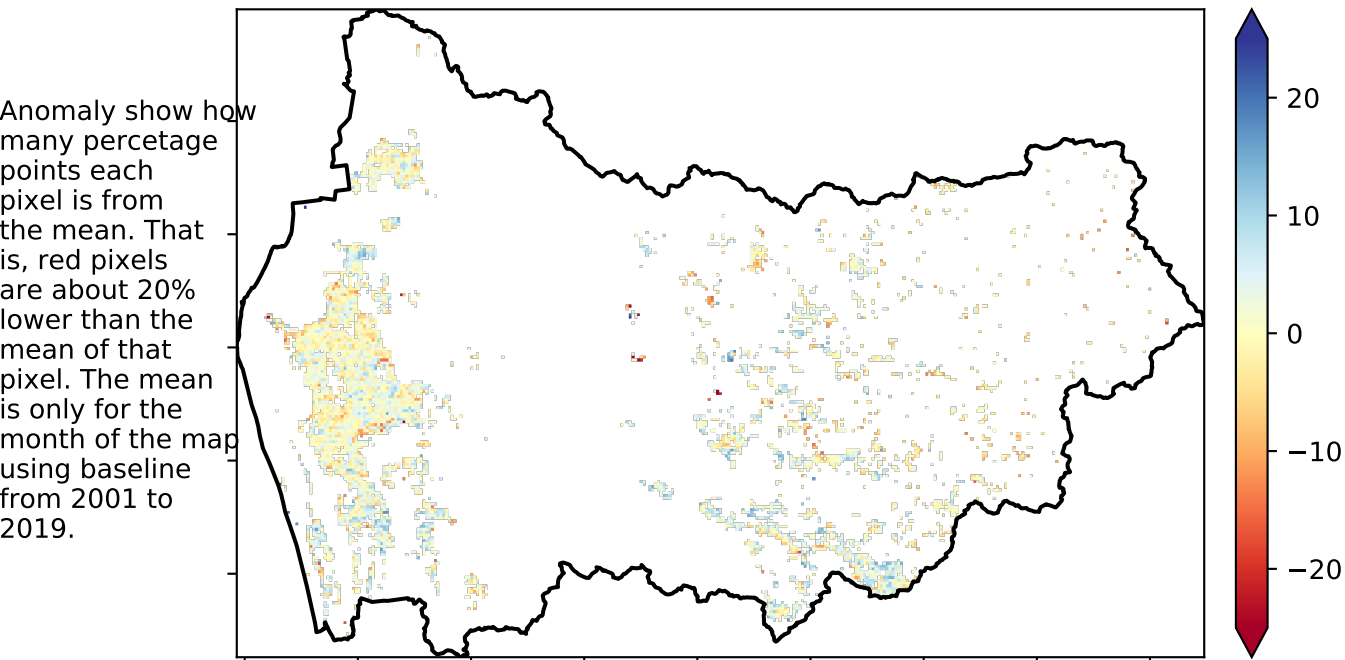 Anomaly show how
many percetage
points each
pixel is from
the mean. That
is, red pixels
are about 20%
lower than the
mean of that
pixel. The mean
is only for the
month of the map
using baseline
from 2001 to
2019.
20
10
0
−10
−20